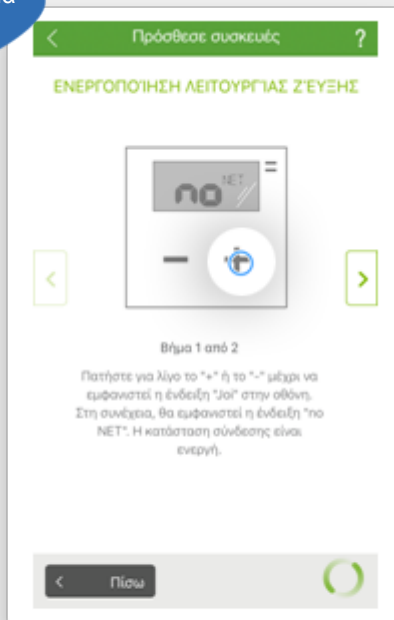 Πρόσθεσε συσκευές ?
ΕΝΕΡΓΟΠΟΊΗΣΗ ΛΕΙΤΟΥΡΓΊΑΣ ΖΕΎΞΗΣ
NET
no
Βήμα 1 από 2
Πατήστε για λίγο το "+" ή το "-" μέχρι να
εμφανιστεί η ένδειξη "Joi" στην οθόνη.
Στη συνέχεια, θα εμφανιστεί η ένδειξη "no
NET". Η κατάσταση σύνδεσης είναι
ενεργή.
Πίσω